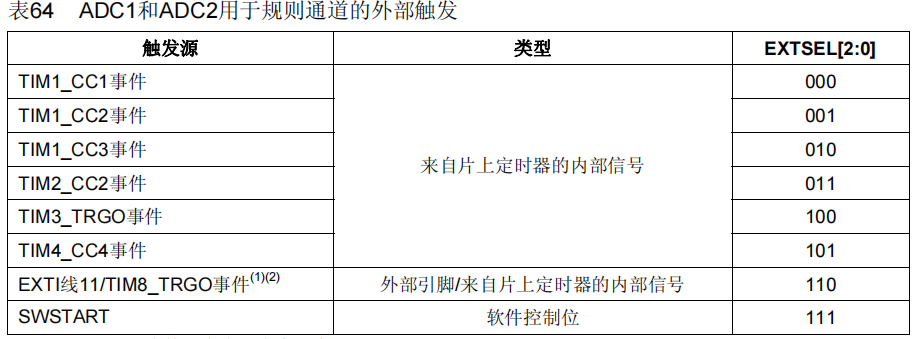 表64 ADC1和ADC2用于规则通道的外部触发
触发源 类型 EXTSEL[2:0]
TIM1_CC1事件 000
TIM1_CC2事件 001
TIM1_CC3事件 010
来自片上定时器的内部信号
TIM2_CC2事件 011
TIM3_TRGO事件 100
TIM4_CC4事件 101
EXTI线11/TIM8_TRGO事件(1)(2) 外部引脚/来自片上定时器的内部信号 110
SWSTART 软件控制位 111